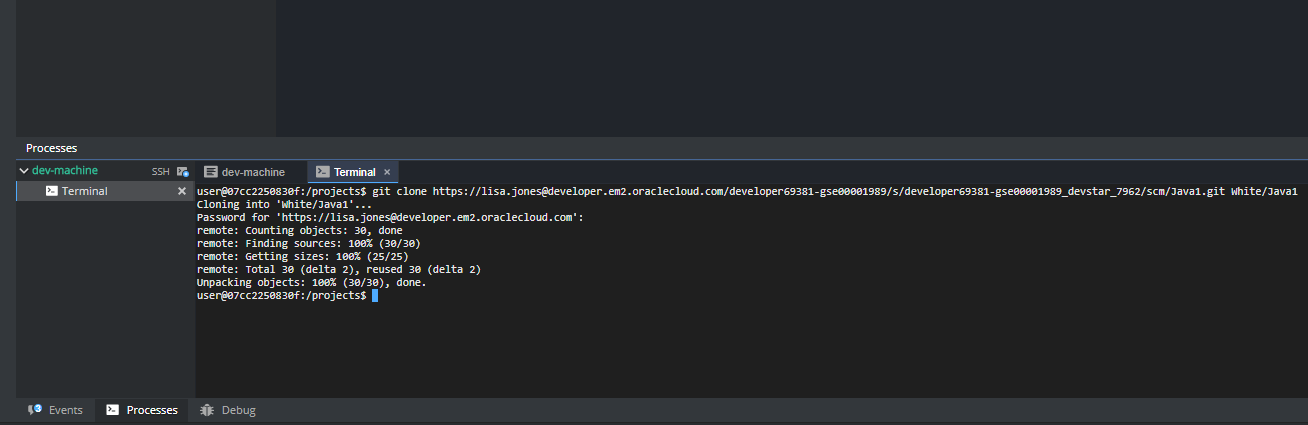 Processes
dev-machine SSH
Terminal
dev-machine
Terminal ×
user@07cc2250830f:/projects$ git clone https://lisa.jones@developer.em2.oraclecloud.com/developer69381-gse00001989/s/developer69381-gse00001989_devstar_7962/scm/Java1.git White/Java1
Cloning into 'White/Java1'...
Password for 'https://lisa.jones@developer.em2.oraclecloud.com':
remote: Counting objects: 30, done
remote: Finding sources: 100% (30/30)
remote: Getting sizes: 100% (25/25)
remote: Total 30 (delta 2), reused 30 (delta 2)
Unpacking objects: 100% (30/30), done.
user@07cc2250830f:/projects$
3 Events
Processes
Debug